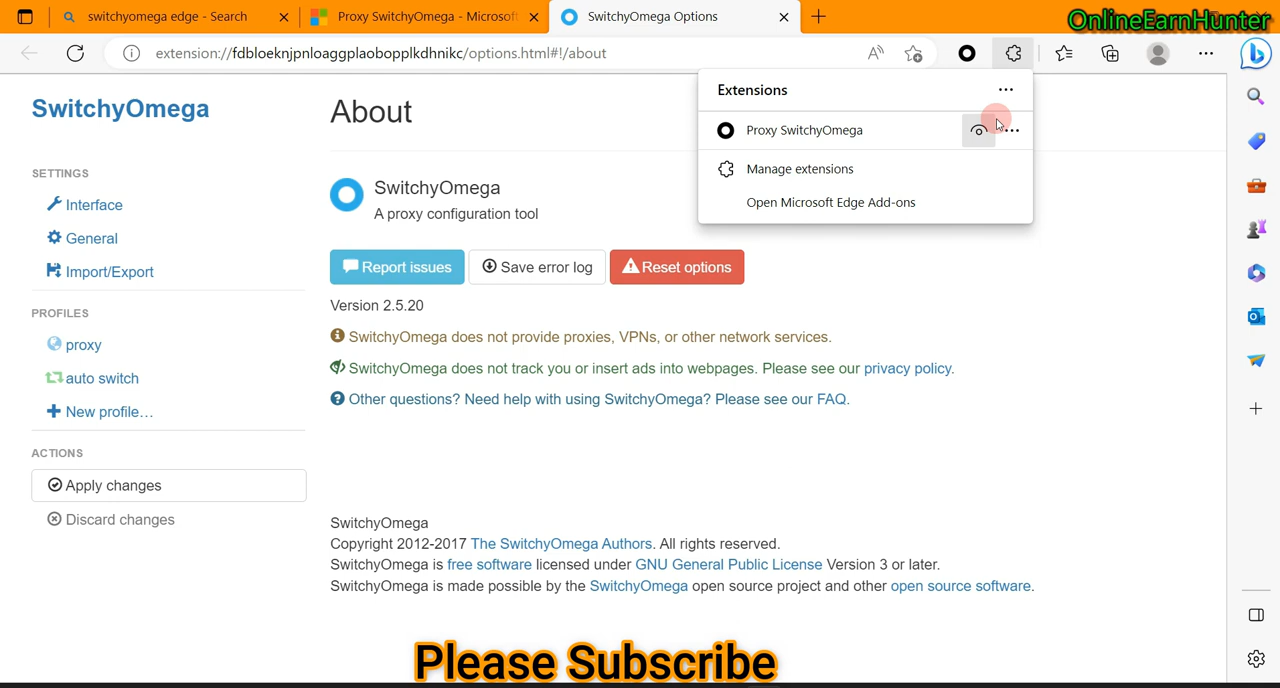 switchyomega edge - Search
Proxy SwitchyOmega - Microsoft
SwitchyOmega Options
OnlineEarnHunter
extension://fdbloeknjpnloaggplaobopplkdhnikc/options.html#!/about
Extensions
Proxy SwitchyOmega
Manage extensions
Open Microsoft Edge Add-ons
SwitchyOmega
SETTINGS
Interface
General
Import/Export
PROFILES
proxy
auto switch
New profile...
ACTIONS
Apply changes
Discard changes
About
SwitchyOmega
A proxy configuration tool
Report issues
Save error log
Reset options
Version 2.5.20
SwitchyOmega does not provide proxies, VPNs, or other network services.
SwitchyOmega does not track you or insert ads into webpages. Please see our privacy policy.
Other questions? Need help with using SwitchyOmega? Please see our FAQ.
SwitchyOmega
Copyright 2012-2017 The SwitchyOmega Authors. All rights reserved.
SwitchyOmega is free software licensed under GNU General Public License Version 3 or later.
SwitchyOmega is made possible by the SwitchyOmega open source project and other open source software.
Please Subscribe